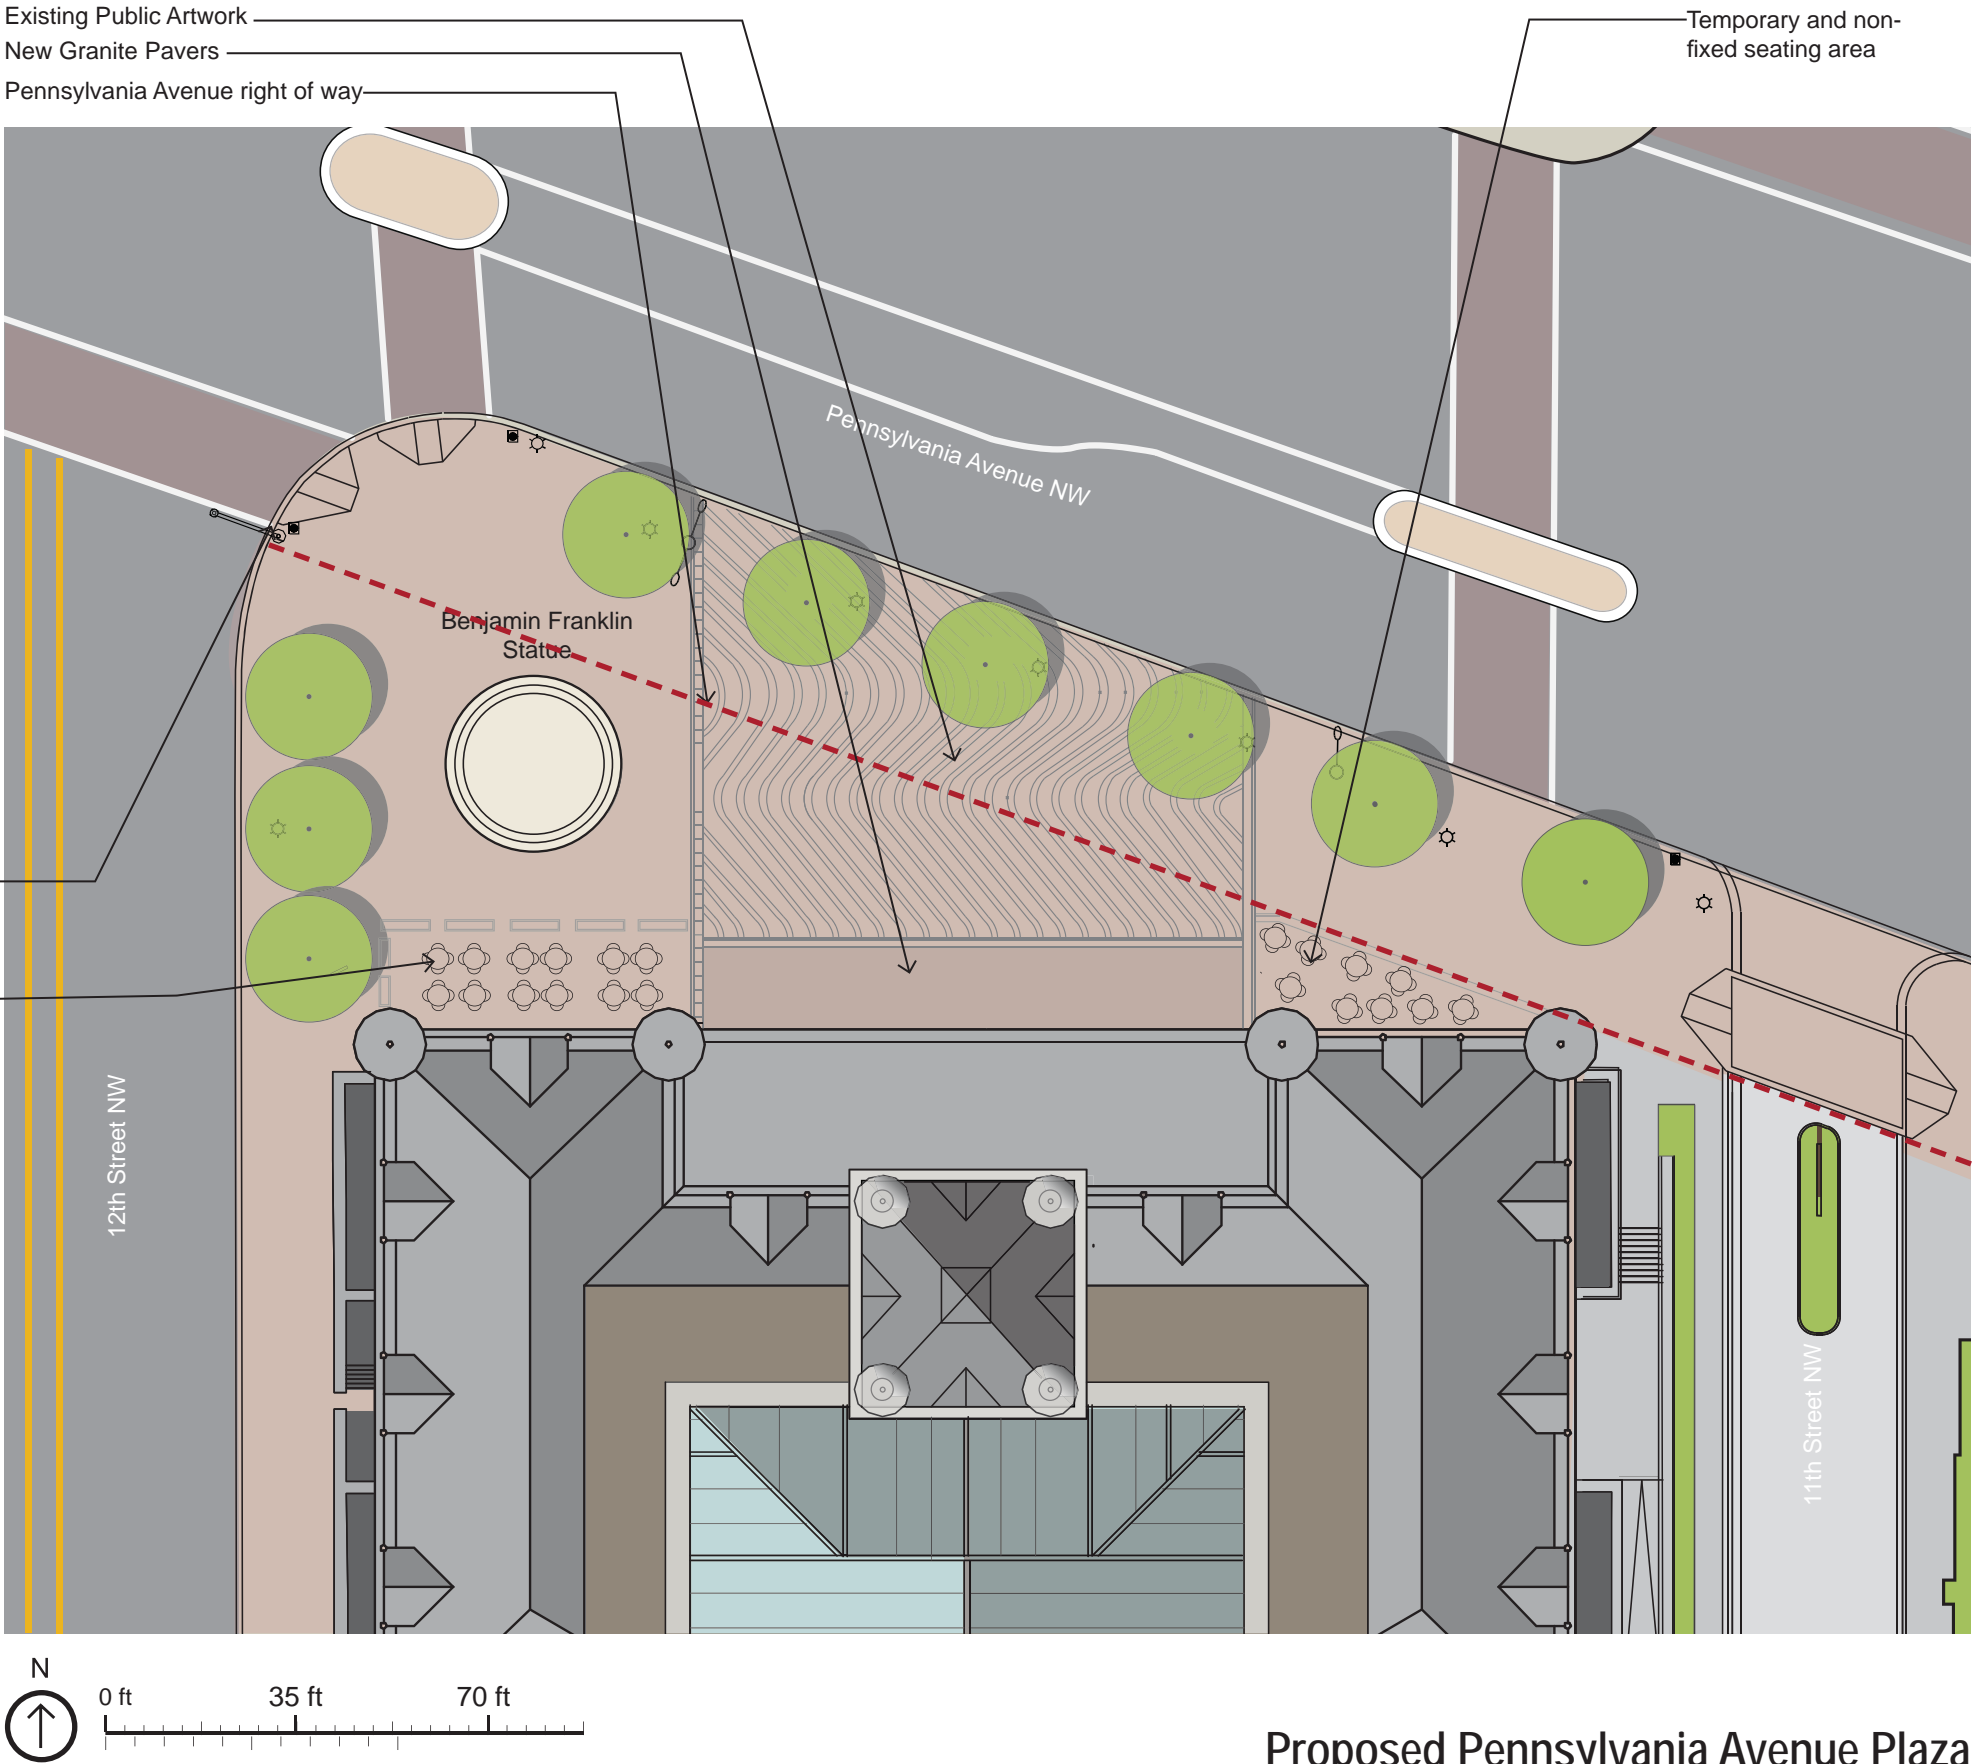 Existing Public Artwork
New Granite Pavers
Pennsylvania Avenue right of way
Temporary and non-
fixed seating area
Pennsylvania Avenue NW
Benjamin Franklin
Statue
12th Street NW
11th Street NW
N
0 ft 35 ft 70 ft
Proposed Pennsylvania Avenue Plaza